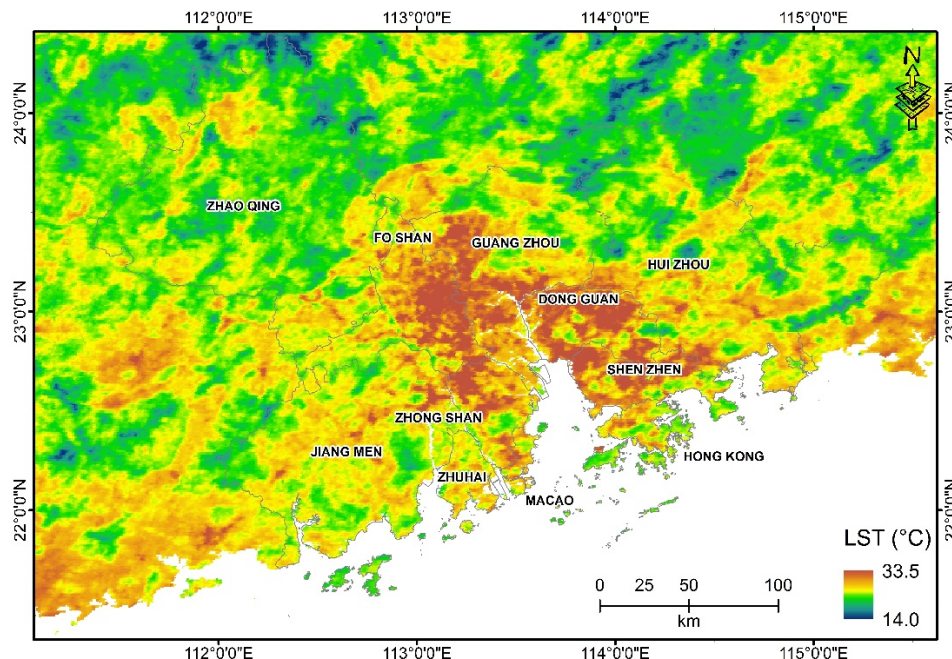 112°0'0"E 113°0'0"E 114°0'0"E 115°0'0"E
N
24°0'0"N 24°0'0"N
ZHAO QING
FO SHAN GUANG ZHOU
HUI ZHOU
23°0'0"N DONG GUAN 23°0'0"N
SHEN ZHEN
ZHONG SHAN
JIANG MEN HONG KONG
ZHUHAI
22°0'0"N MACAO 22°0'0"N
LST (°C)
0 25 50 100 33.5
km 14.0
112°0'0"E 113°0'0"E 114°0'0"E 115°0'0"E